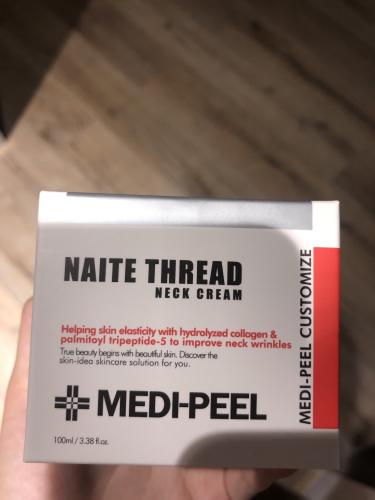 NAITE THREAD
NECK CREAM
Helping skin elasticity with hydrolyzed collagen &
palmitoyl tripeptide-5 to improve neck wrinkles
True beauty begins with beautiful skin. Discover the
skin-idea skincare solution for you.
MEDI-PEEL
100ml / 3.38 fl.oz.
MEDI-PEEL CUSTOMIZE